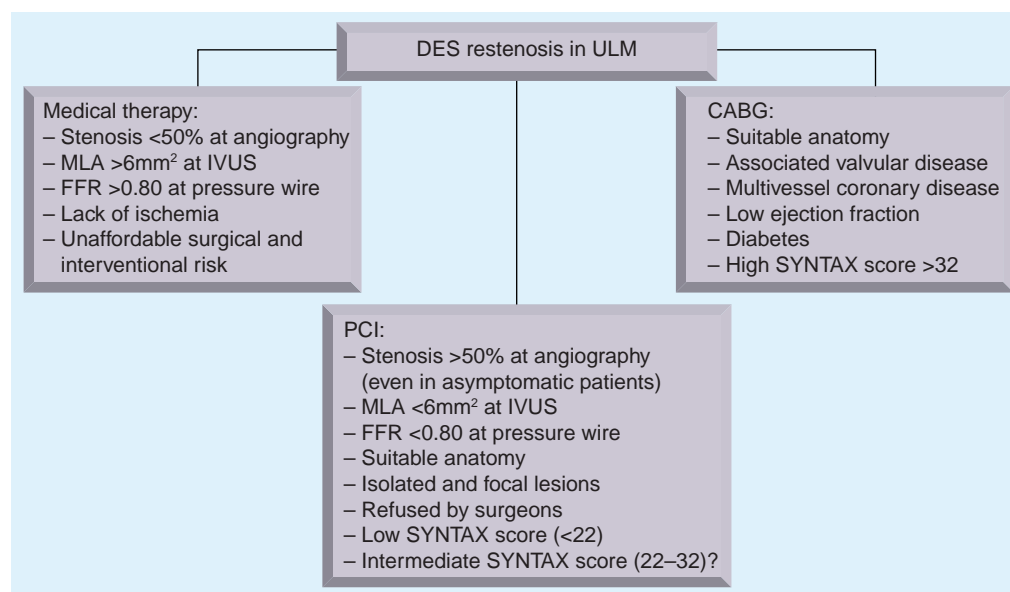 DES restenosis in ULM
Medical therapy:
– Stenosis <50% at angiography
– MLA >6mm² at IVUS
– FFR >0.80 at pressure wire
– Lack of ischemia
– Unaffordable surgical and
interventional risk
CABG:
– Suitable anatomy
– Associated valvular disease
– Multivessel coronary disease
– Low ejection fraction
– Diabetes
– High SYNTAX score >32
PCI:
– Stenosis >50% at angiography
(even in asymptomatic patients)
– MLA <6mm² at IVUS
– FFR <0.80 at pressure wire
– Suitable anatomy
– Isolated and focal lesions
– Refused by surgeons
– Low SYNTAX score (<22)
– Intermediate SYNTAX score (22–32)?